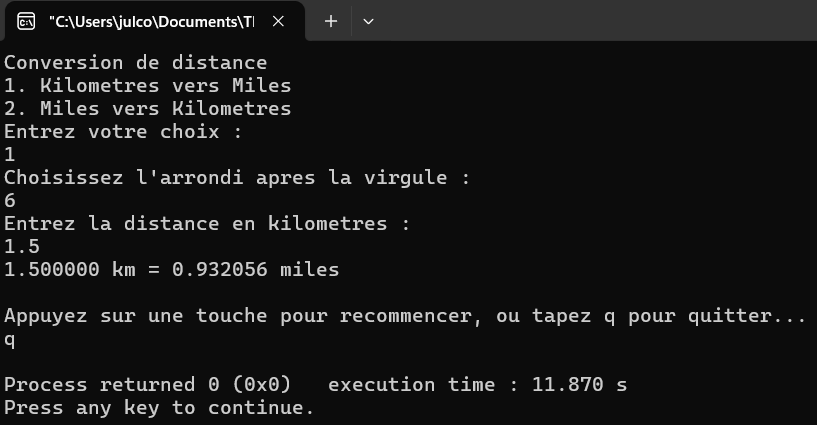 "C:\Users\julco\Documents\T
Conversion de distance
1. Kilometres vers Miles
2. Miles vers Kilometres
Entrez votre choix :
1
Choisissez l'arrondi apres la virgule :
6
Entrez la distance en kilometres :
1.5
1.500000 km = 0.932056 miles
Appuyez sur une touche pour recommencer, ou tapez q pour quitter...
q
Process returned 0 (0x0)   execution time : 11.870 s
Press any key to continue.